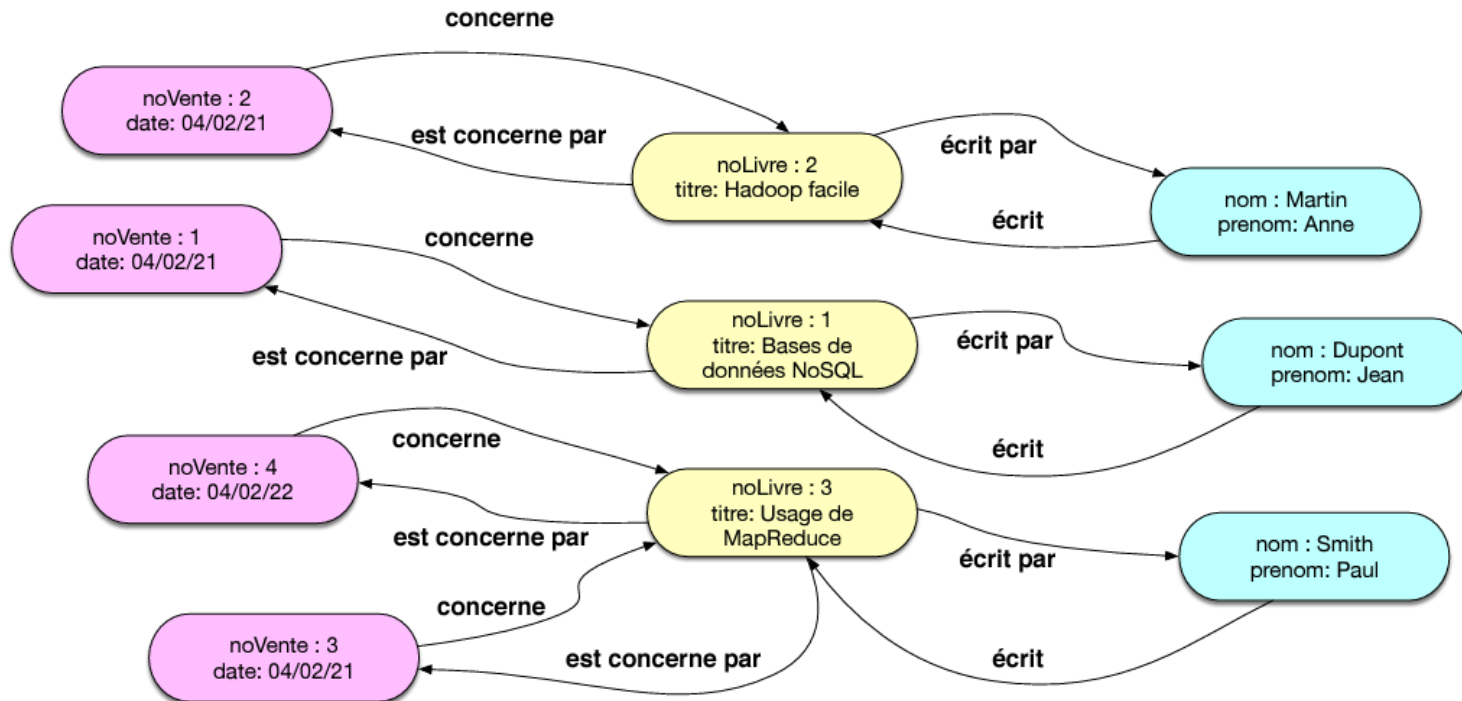 concerne
noVente : 2
date: 04/02/21
est concerne par
noLivre : 2
titre: Hadoop facile
écrit par
écrit
nom : Martin
prenom: Anne
noVente : 1
date: 04/02/21
concerne
est concerne par
noLivre : 1
titre: Bases de
données NoSQL
écrit par
écrit
nom : Dupont
prenom: Jean
noVente : 4
date: 04/02/22
concerne
est concerne par
noLivre : 3
titre: Usage de
MapReduce
écrit par
écrit
nom : Smith
prenom: Paul
noVente : 3
date: 04/02/21
concerne
est concerne par